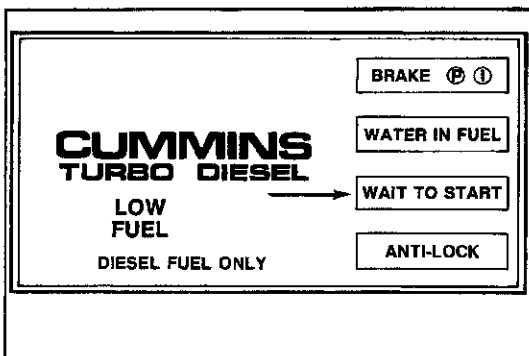 BRAKE (P) (!)
WATER IN FUEL
CUMMINS
TURBO DIESEL
WAIT TO START
LOW
FUEL
ANTI-LOCK
DIESEL FUEL ONLY